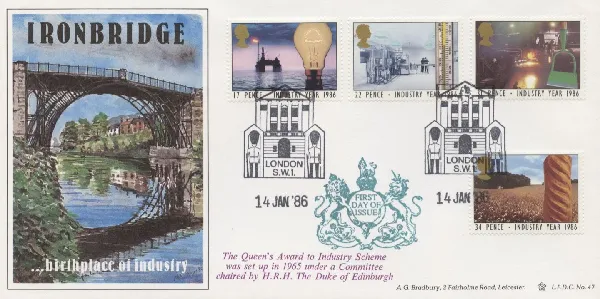 IRONBRIDGE
...birthplace of industry
17 PENCE · INDUSTRY YEAR 1986
22 PENCE · INDUSTRY YEAR
PENCE · INDUSTRY YEAR 1986
34 PENCE · INDUSTRY YEAR 1986
LONDON
S.W.1.
14 JAN '86
LONDON
S.W.1.
14 JAN '86
FIRST
DAY OF
ISSUE
The Queen's Award to Industry Scheme
was set up in 1965 under a Committee
chaired by H.R.H. The Duke of Edinburgh
A. G. Bradbury, 3 Fairholme Road, Leicester.
L.F.D.C. No. 47